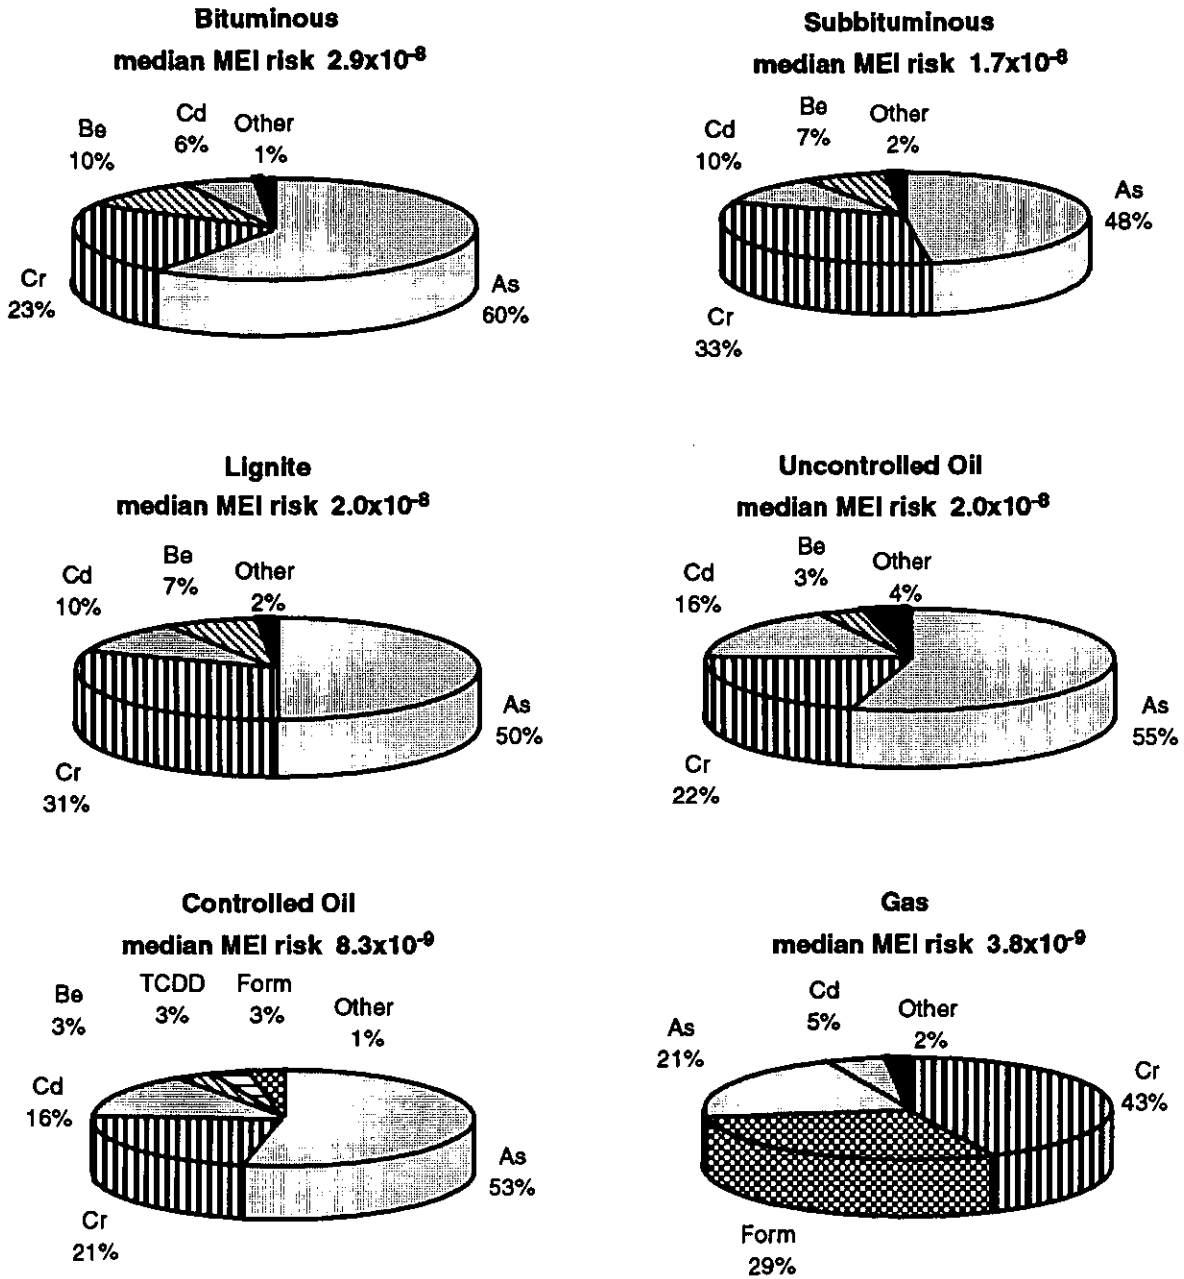 Bituminous
median MEI risk 2.9x10⁻⁸
Cd
6%
Other
1%
Be
10%
Cr
23%
As
60%
Subbituminous
median MEI risk 1.7x10⁻⁸
Be
7%
Other
2%
Cd
10%
As
48%
Cr
33%
Lignite
median MEI risk 2.0x10⁻⁸
Be
7%
Other
2%
Cd
10%
As
50%
Cr
31%
Uncontrolled Oil
median MEI risk 2.0x10⁻⁸
Be
3%
Other
4%
Cd
16%
As
55%
Cr
22%
Controlled Oil
median MEI risk 8.3x10⁻⁹
Be
3%
TCDD
3%
Form
3%
Other
1%
Cd
16%
As
53%
Cr
21%
Gas
median MEI risk 3.8x10⁻⁹
Cd
5%
Other
2%
As
21%
Cr
43%
Form
29%